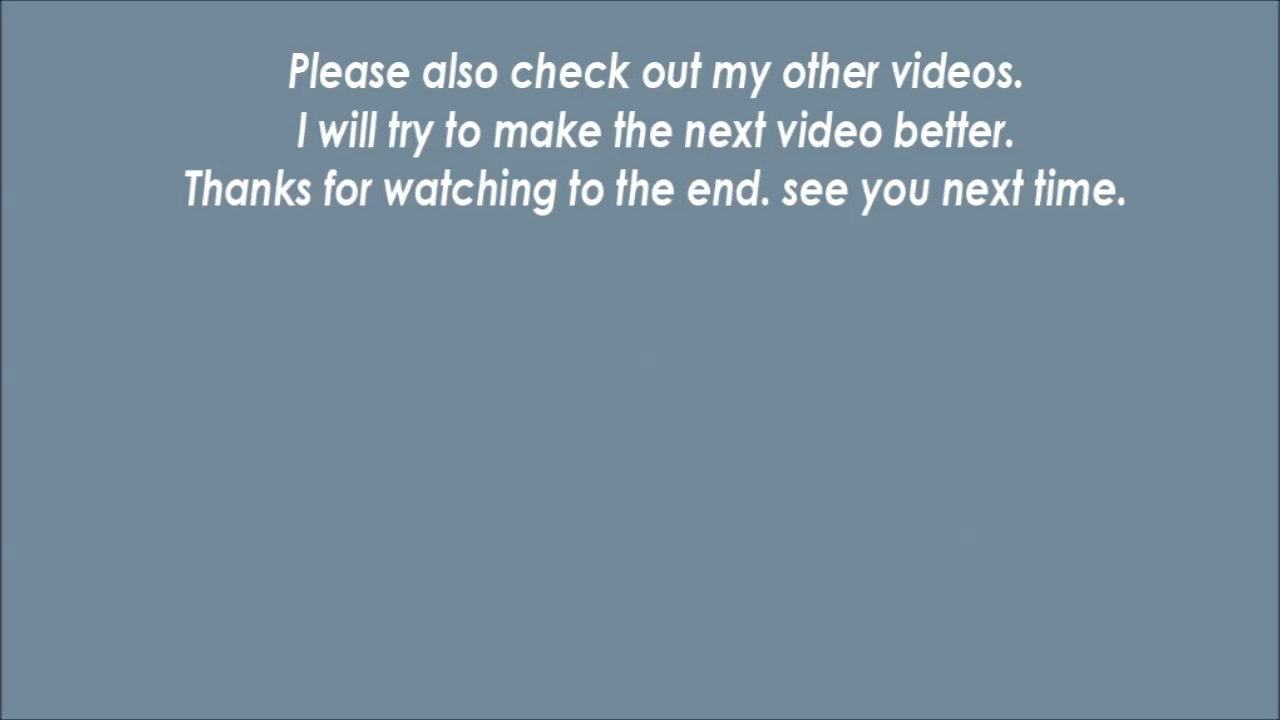 Please also check out my other videos.
I will try to make the next video better.
Thanks for watching to the end. see you next time.